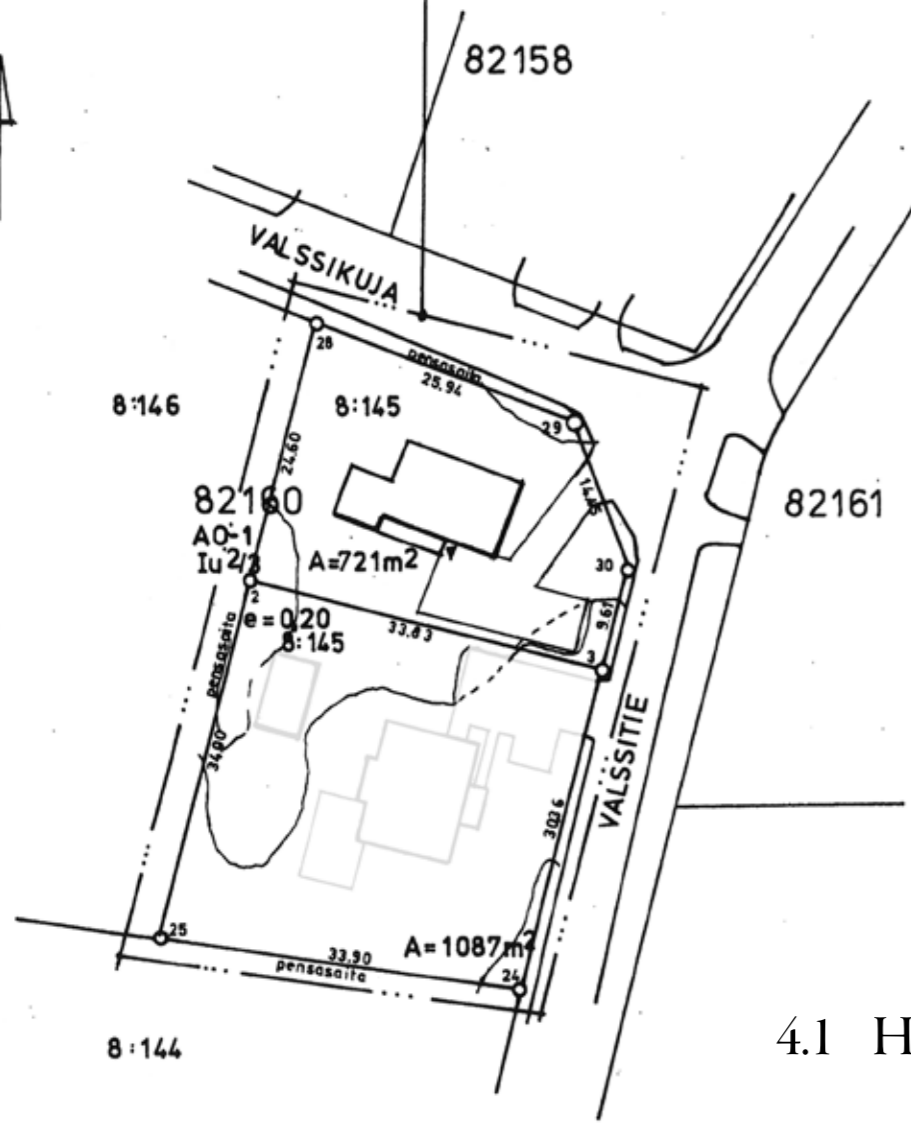 82158
VALSSIKUJA
28
pensasaita
25.94
8:146
8:145
29
24.60
14.45
82160
82161
AO-1
Iu 2/3
A=721m²
30
2
e = 0.20
33.83
9.61
8:145
3
pensasaita
VALSSITIE
34.00
30.36
25
33.90
A=1087m²
pensasaita
24
8:144
4.1 H